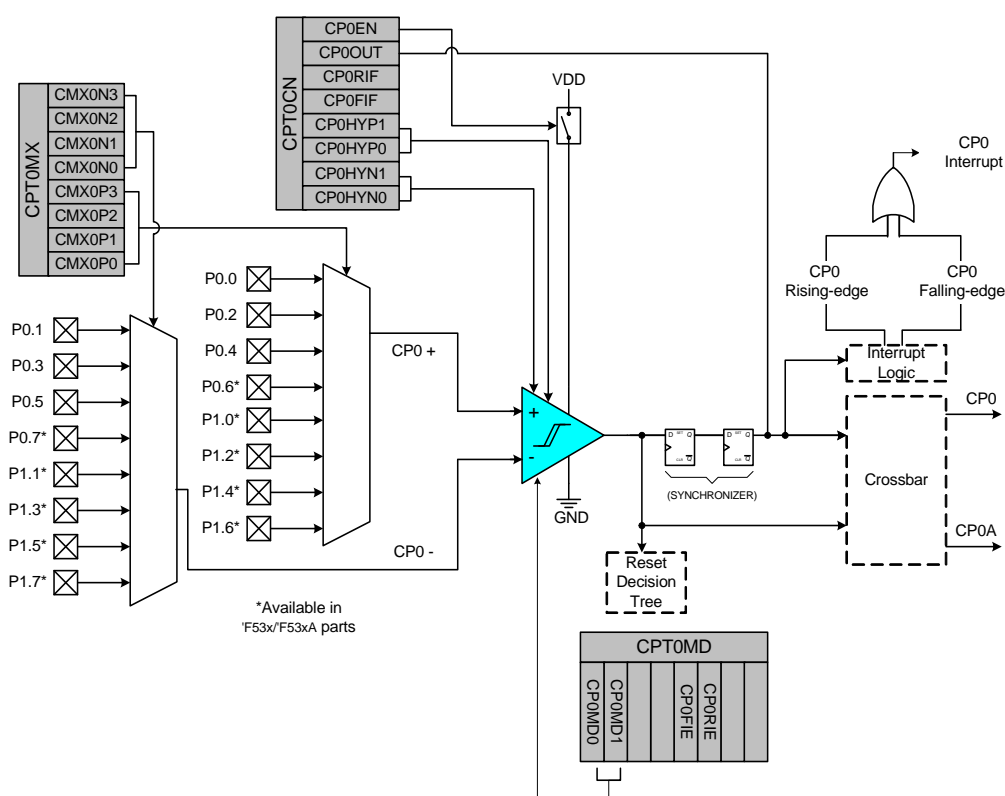 CPT0MX
CMX0N3
CMX0N2
CMX0N1
CMX0N0
CMX0P3
CMX0P2
CMX0P1
CMX0P0
CPT0CN
CP0EN
CP0OUT
CP0RIF
CP0FIF
CP0HYP1
CP0HYP0
CP0HYN1
CP0HYN0
VDD
CP0
Interrupt
CP0
Rising-edge
CP0
Falling-edge
Interrupt
Logic
P0.0
P0.2
P0.4
P0.6*
P1.0*
P1.2*
P1.4*
P1.6*
P0.1
P0.3
P0.5
P0.7*
P1.1*
P1.3*
P1.5*
P1.7*
CP0 +
CP0 -
+
-
GND
D SET Q
CLR Q
D SET Q
CLR Q
(SYNCHRONIZER)
Reset
Decision
Tree
Crossbar
CP0
CP0A
*Available in
'F53x/'F53xA parts
CPT0MD
CP0MD0
CP0MD1
CP0FIE
CP0RIE